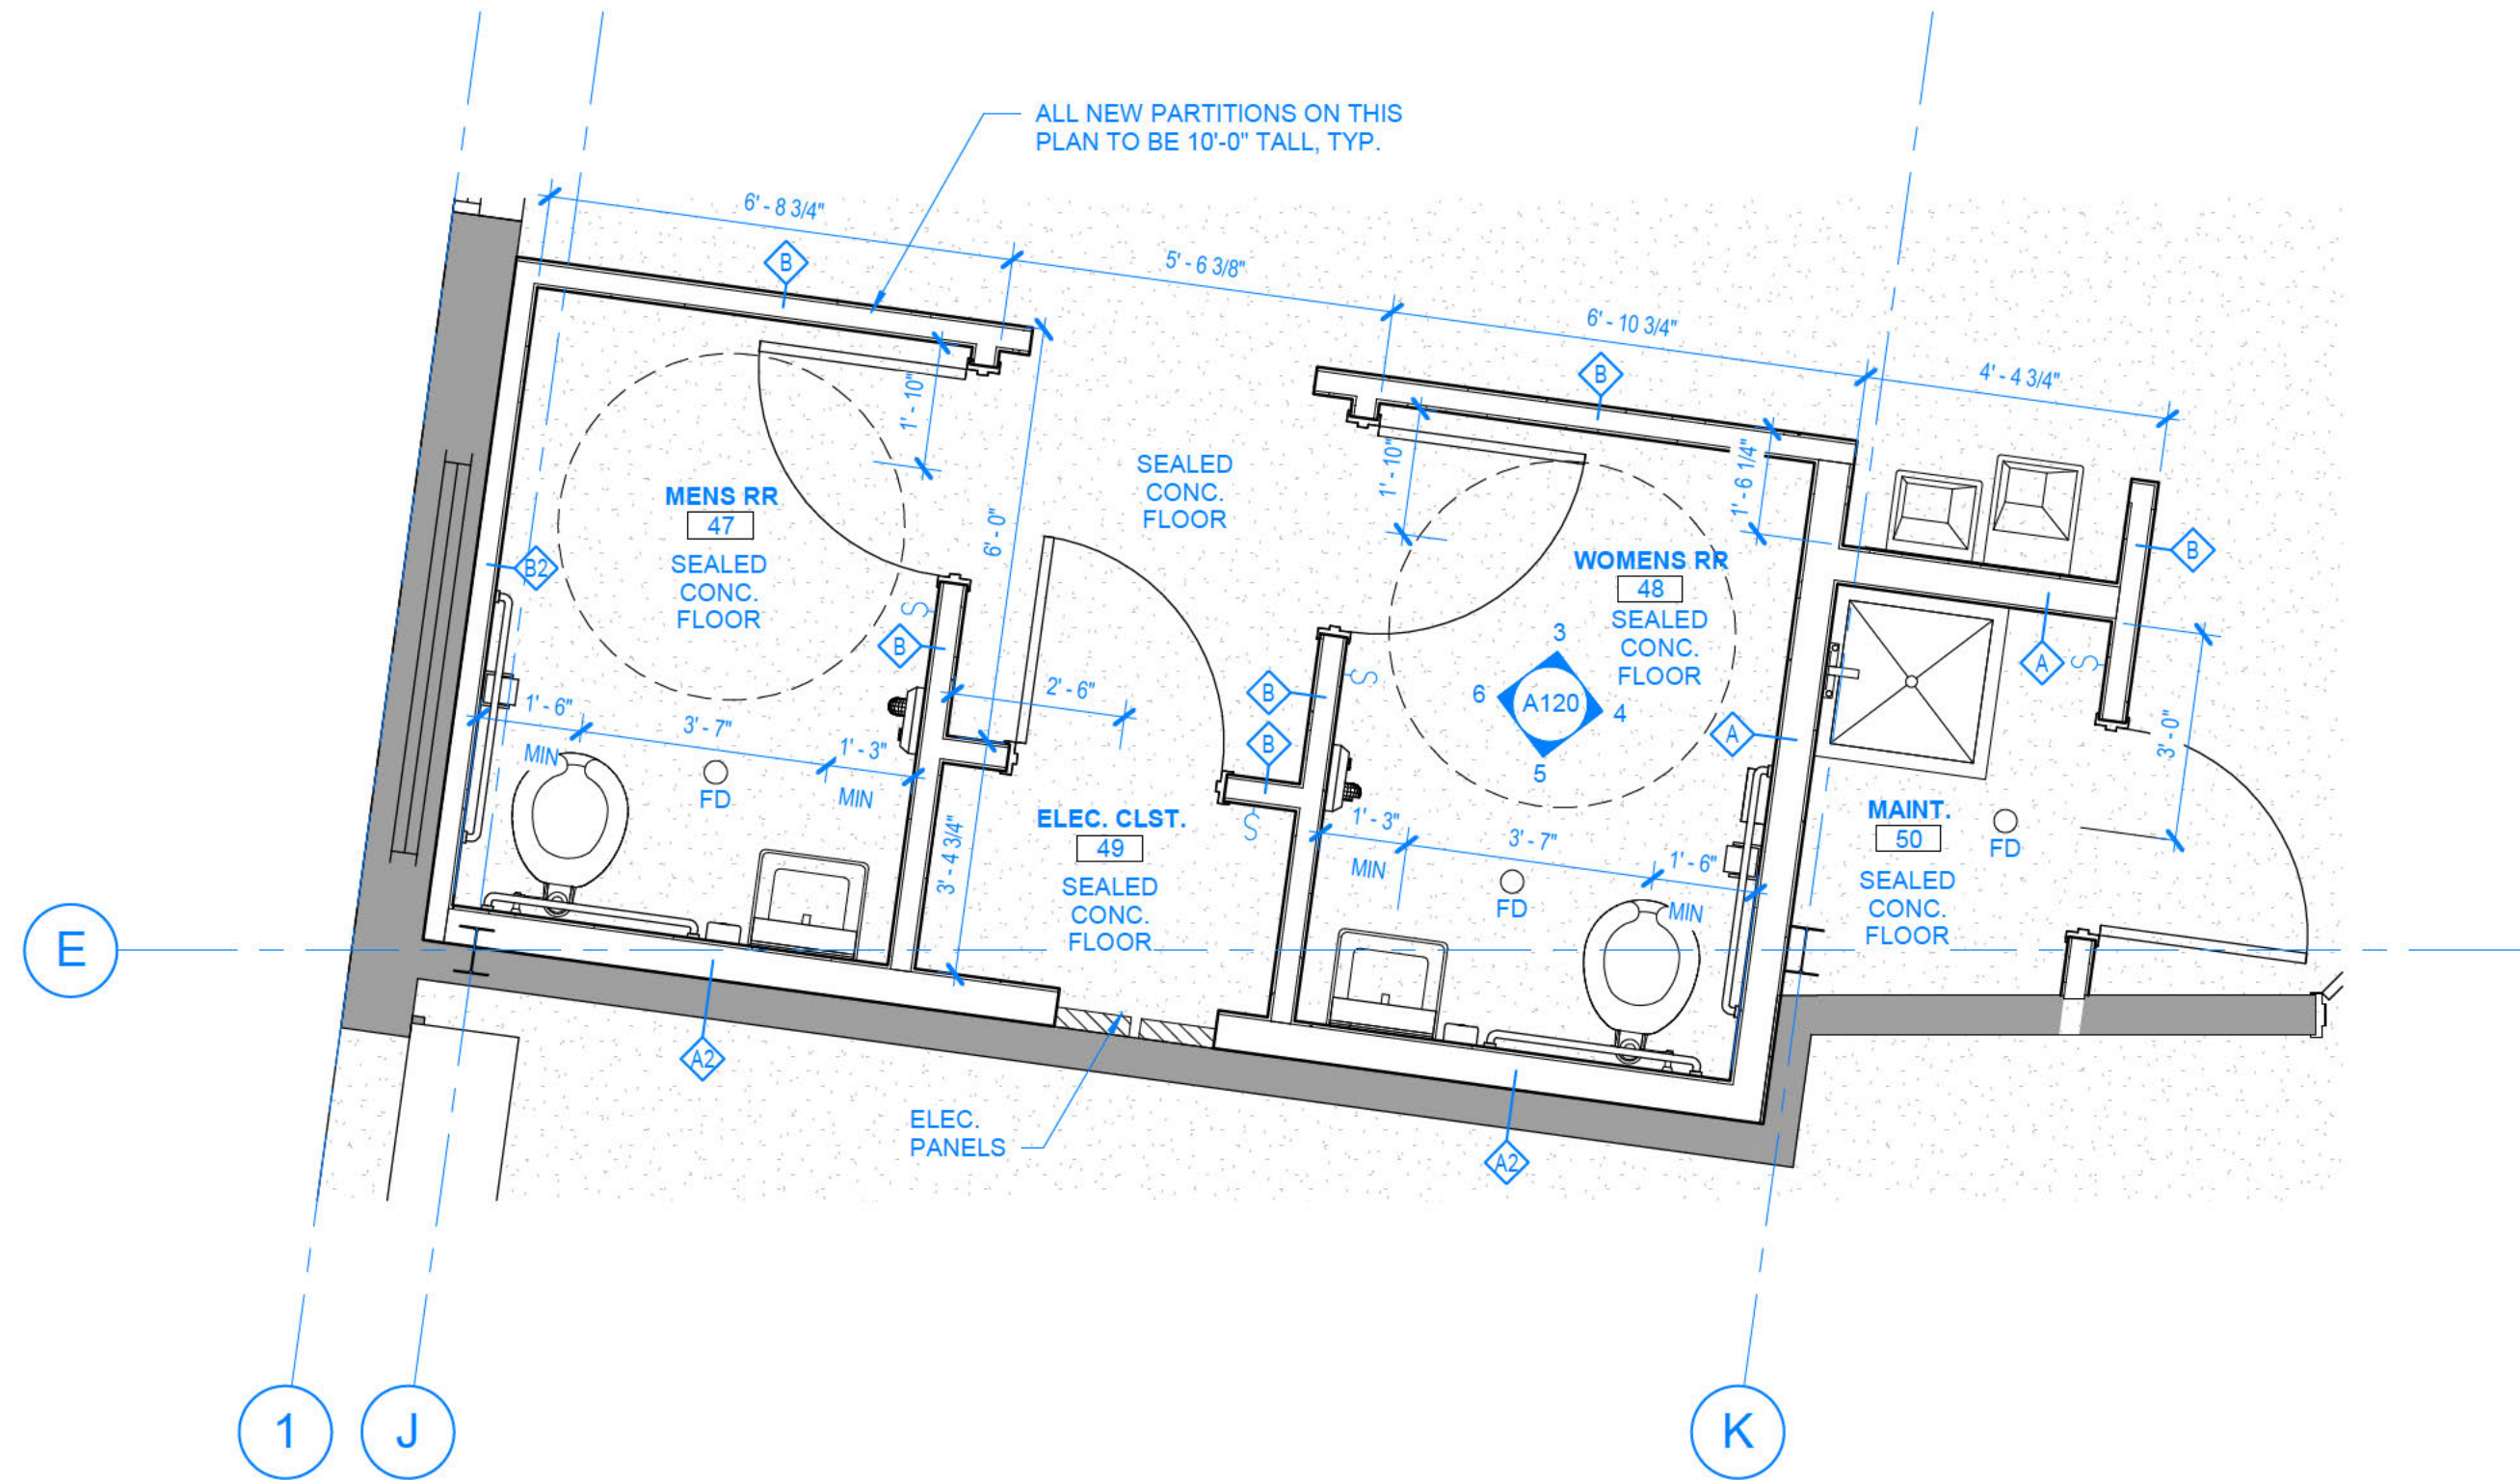 ALL NEW PARTITIONS ON THIS
PLAN TO BE 10'-0" TALL, TYP.
6' - 8 3/4"
5' - 6 3/8"
6' - 10 3/4"
4' - 4 3/4"
B
B
1' - 10"
1' - 10"
1' - 6 1/4"
SEALED
CONC.
FLOOR
MENS RR
47
SEALED
CONC.
FLOOR
B2
6' - 0"
S
B
WOMENS RR
48
SEALED
CONC.
FLOOR
B
S
A
S
3
6
A120
4
5
B
B
A
2' - 6"
1' - 6"
MIN
3' - 7"
1' - 3"
MIN
FD
3' - 0"
ELEC. CLST.
49
SEALED
CONC.
FLOOR
S
3' - 4 3/4"
1' - 3"
MIN
3' - 7"
1' - 6"
MIN
FD
MAINT.
50
SEALED
CONC.
FLOOR
FD
E
A2
ELEC.
PANELS
A2
1
J
K